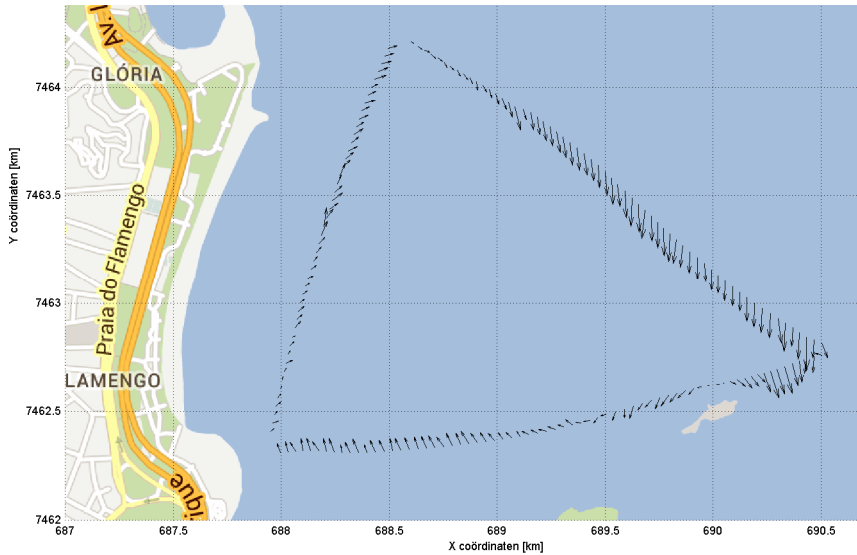 Av. I
GLÓRIA
Praia do Flamengo
LAMENGO
ique
Y coördinaten [km]
7464
7463.5
7463
7462.5
7462
687
687.5
688
688.5
689
689.5
690
690.5
X coördinaten [km]